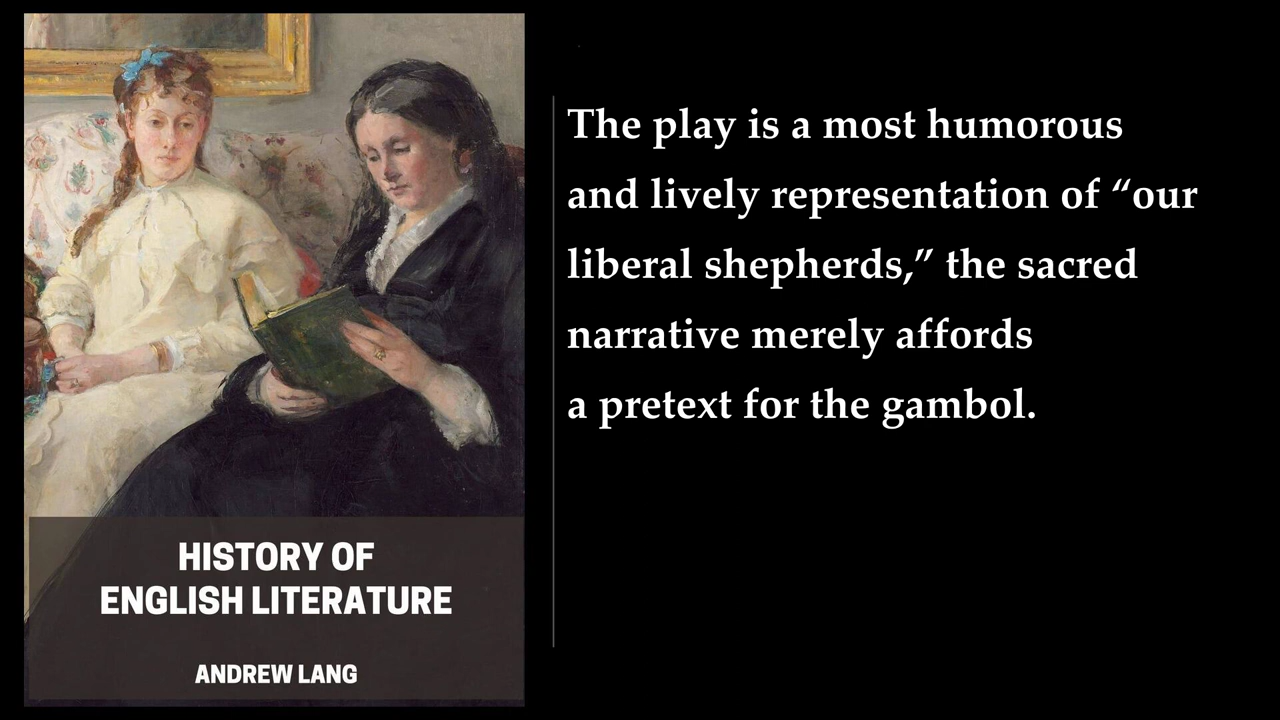 The play is a most humorous
and lively representation of “our
liberal shepherds,” the sacred
narrative merely affords
a pretext for the gambol.
HISTORY OF
ENGLISH LITERATURE
ANDREW LANG